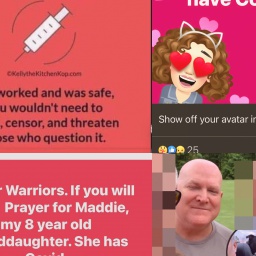 ©KellytheKitchenKop.com
worked and was safe,
u wouldn't need to
, censor, and threaten
ose who question it.
have Co
Show off your avatar in
25
r Warriors. If you will
Prayer for Maddie,
my 8 year old
ddaughter. She has
Covid